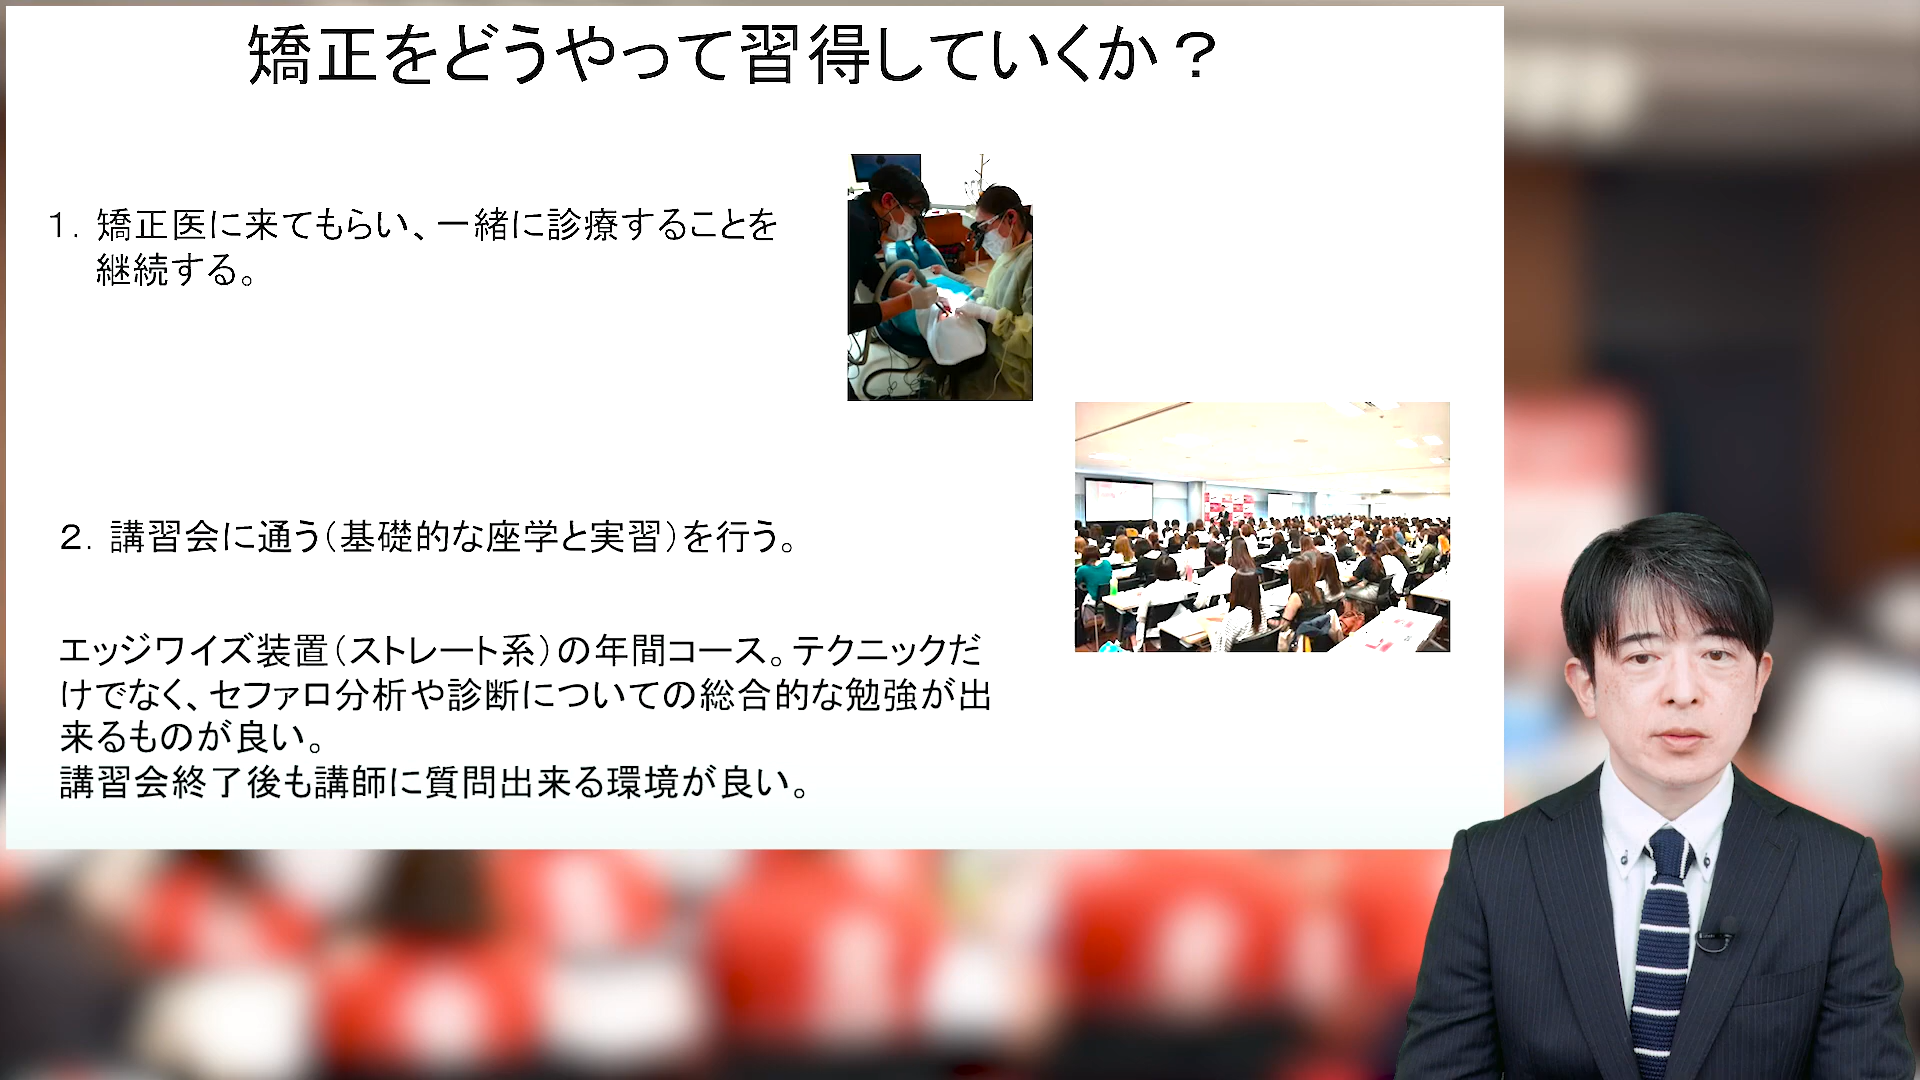 矯正をどうやって習得していくか？
１．矯正医に来てもらい、一緒に診療することを
継続する。
２．講習会に通う（基礎的な座学と実習）を行う。
エッジワイズ装置（ストレート系）の年間コース。テクニックだ
けでなく、セファロ分析や診断についての総合的な勉強が出
来るものが良い。
講習会終了後も講師に質問出来る環境が良い。